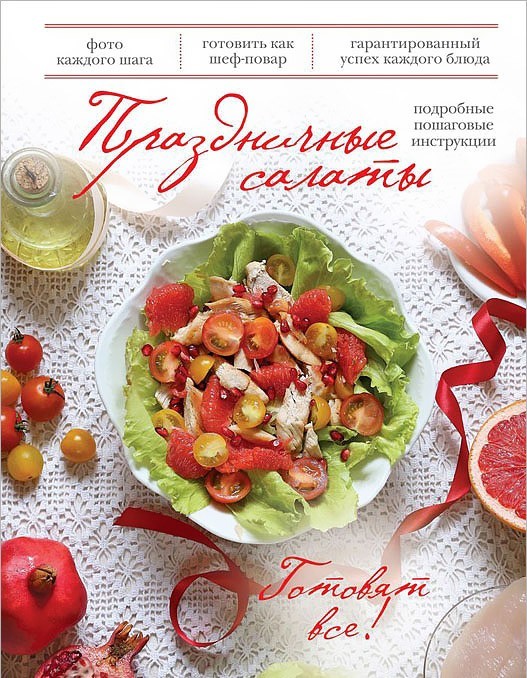 фото
каждого шага
готовить как
шеф-повар
гарантированный
успех каждого блюда
подробные
пошаговые
инструкции
Праздничные
салаты
Готовят
все!